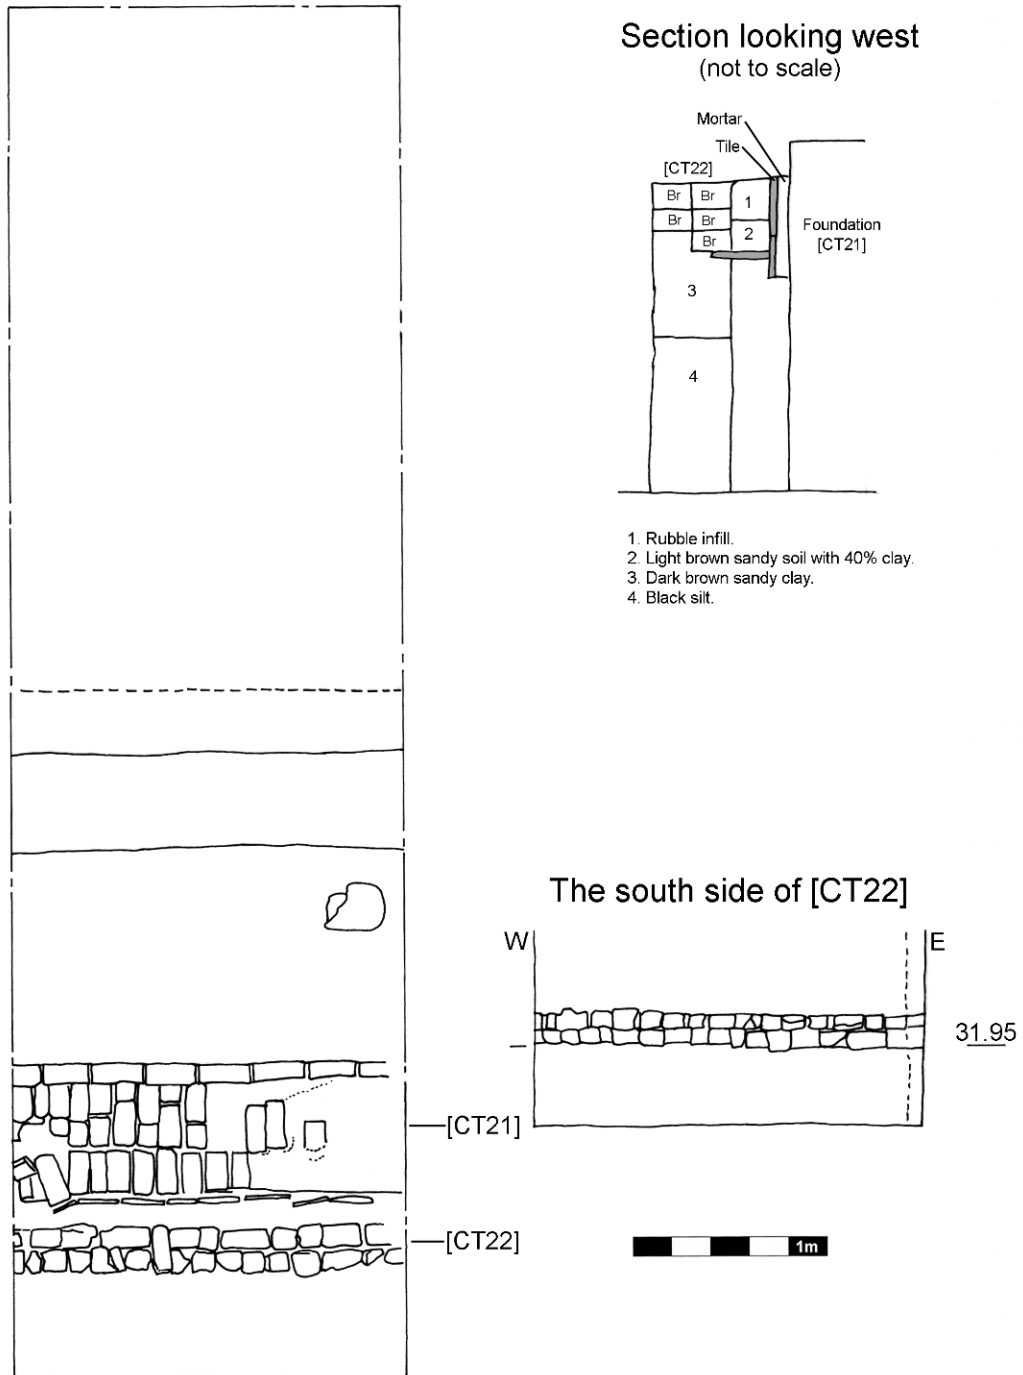 Section looking west
(not to scale)
Mortar
Tile
[CT22]
Br Br
Br Br
Br
1
2
3
4
Foundation
[CT21]
1. Rubble infill.
2. Light brown sandy soil with 40% clay.
3. Dark brown sandy clay.
4. Black silt.
The south side of [CT22]
W
E
31.95
[CT21]
[CT22]
1m